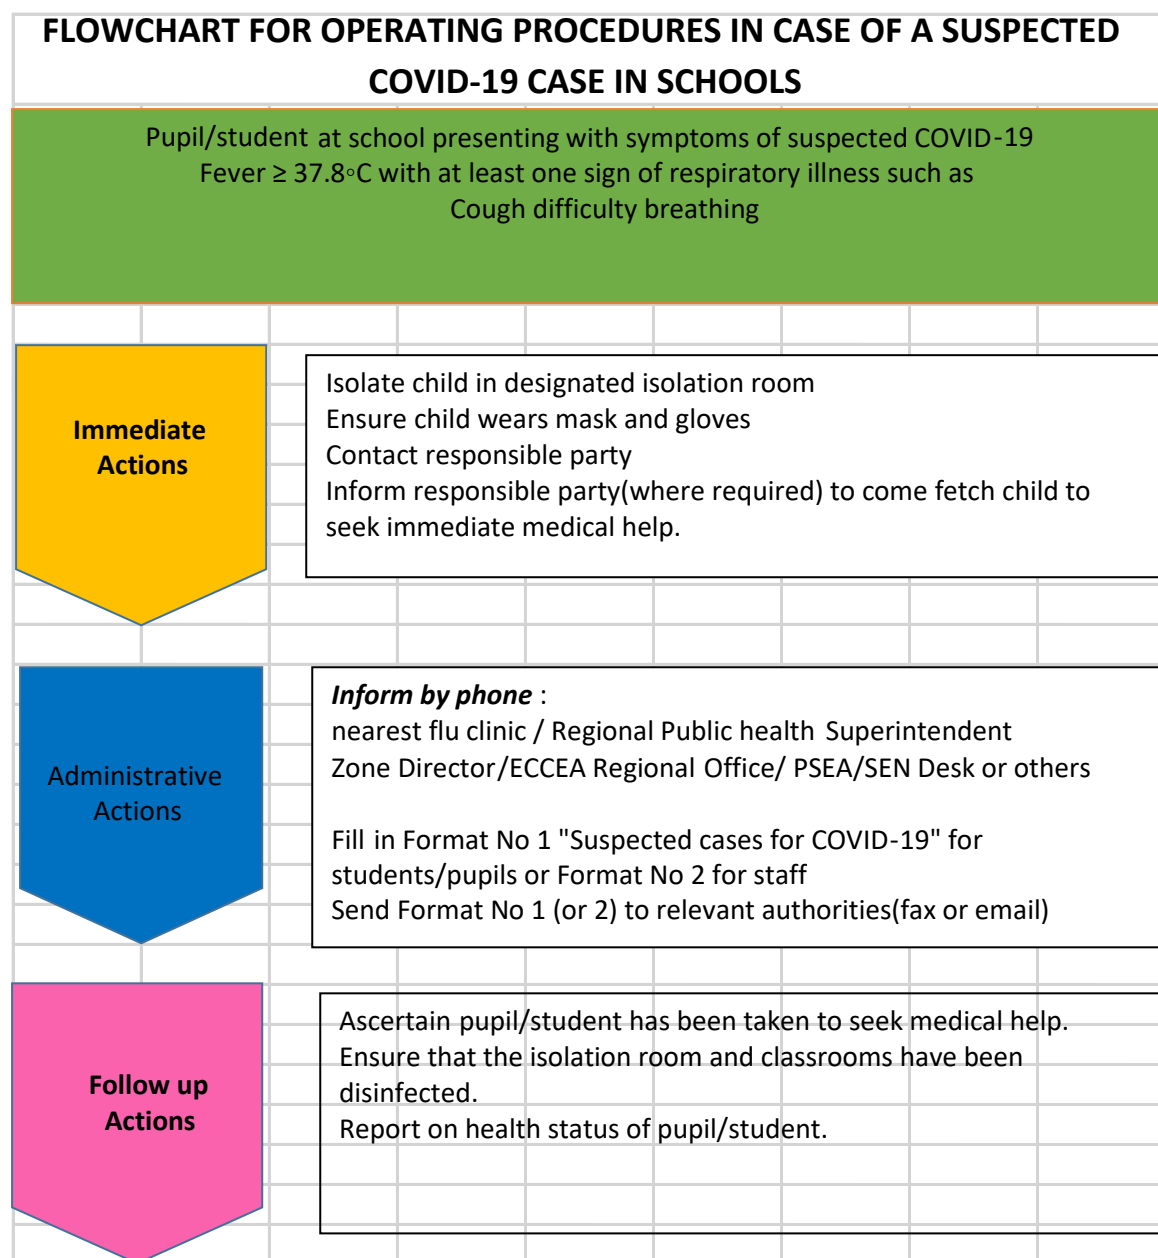 FLOWCHART FOR OPERATING PROCEDURES IN CASE OF A SUSPECTED
COVID-19 CASE IN SCHOOLS
Pupil/student at school presenting with symptoms of suspected COVID-19
Fever ≥ 37.8◦C with at least one sign of respiratory illness such as
Cough difficulty breathing
Immediate
Actions
Isolate child in designated isolation room
Ensure child wears mask and gloves
Contact responsible party
Inform responsible party(where required) to come fetch child to
seek immediate medical help.
Administrative
Actions
Inform by phone :
nearest flu clinic / Regional Public health Superintendent
Zone Director/ECCEA Regional Office/ PSEA/SEN Desk or others
Fill in Format No 1 "Suspected cases for COVID-19" for
students/pupils or Format No 2 for staff
Send Format No 1 (or 2) to relevant authorities(fax or email)
Follow up
Actions
Ascertain pupil/student has been taken to seek medical help.
Ensure that the isolation room and classrooms have been
disinfected.
Report on health status of pupil/student.